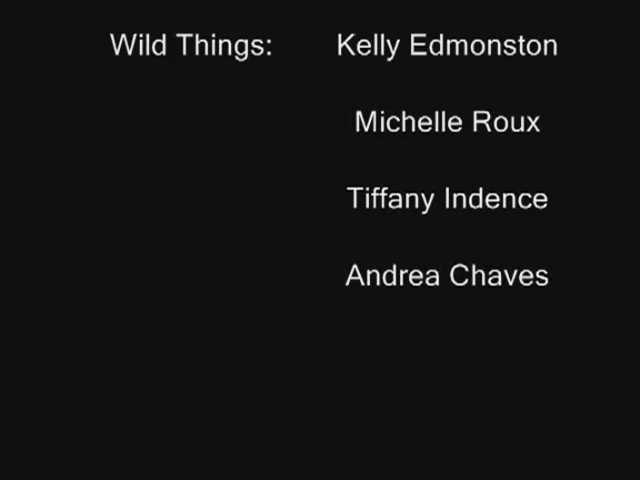 Wild Things: Kelly Edmonston
Michelle Roux
Tiffany Indence
Andrea Chaves